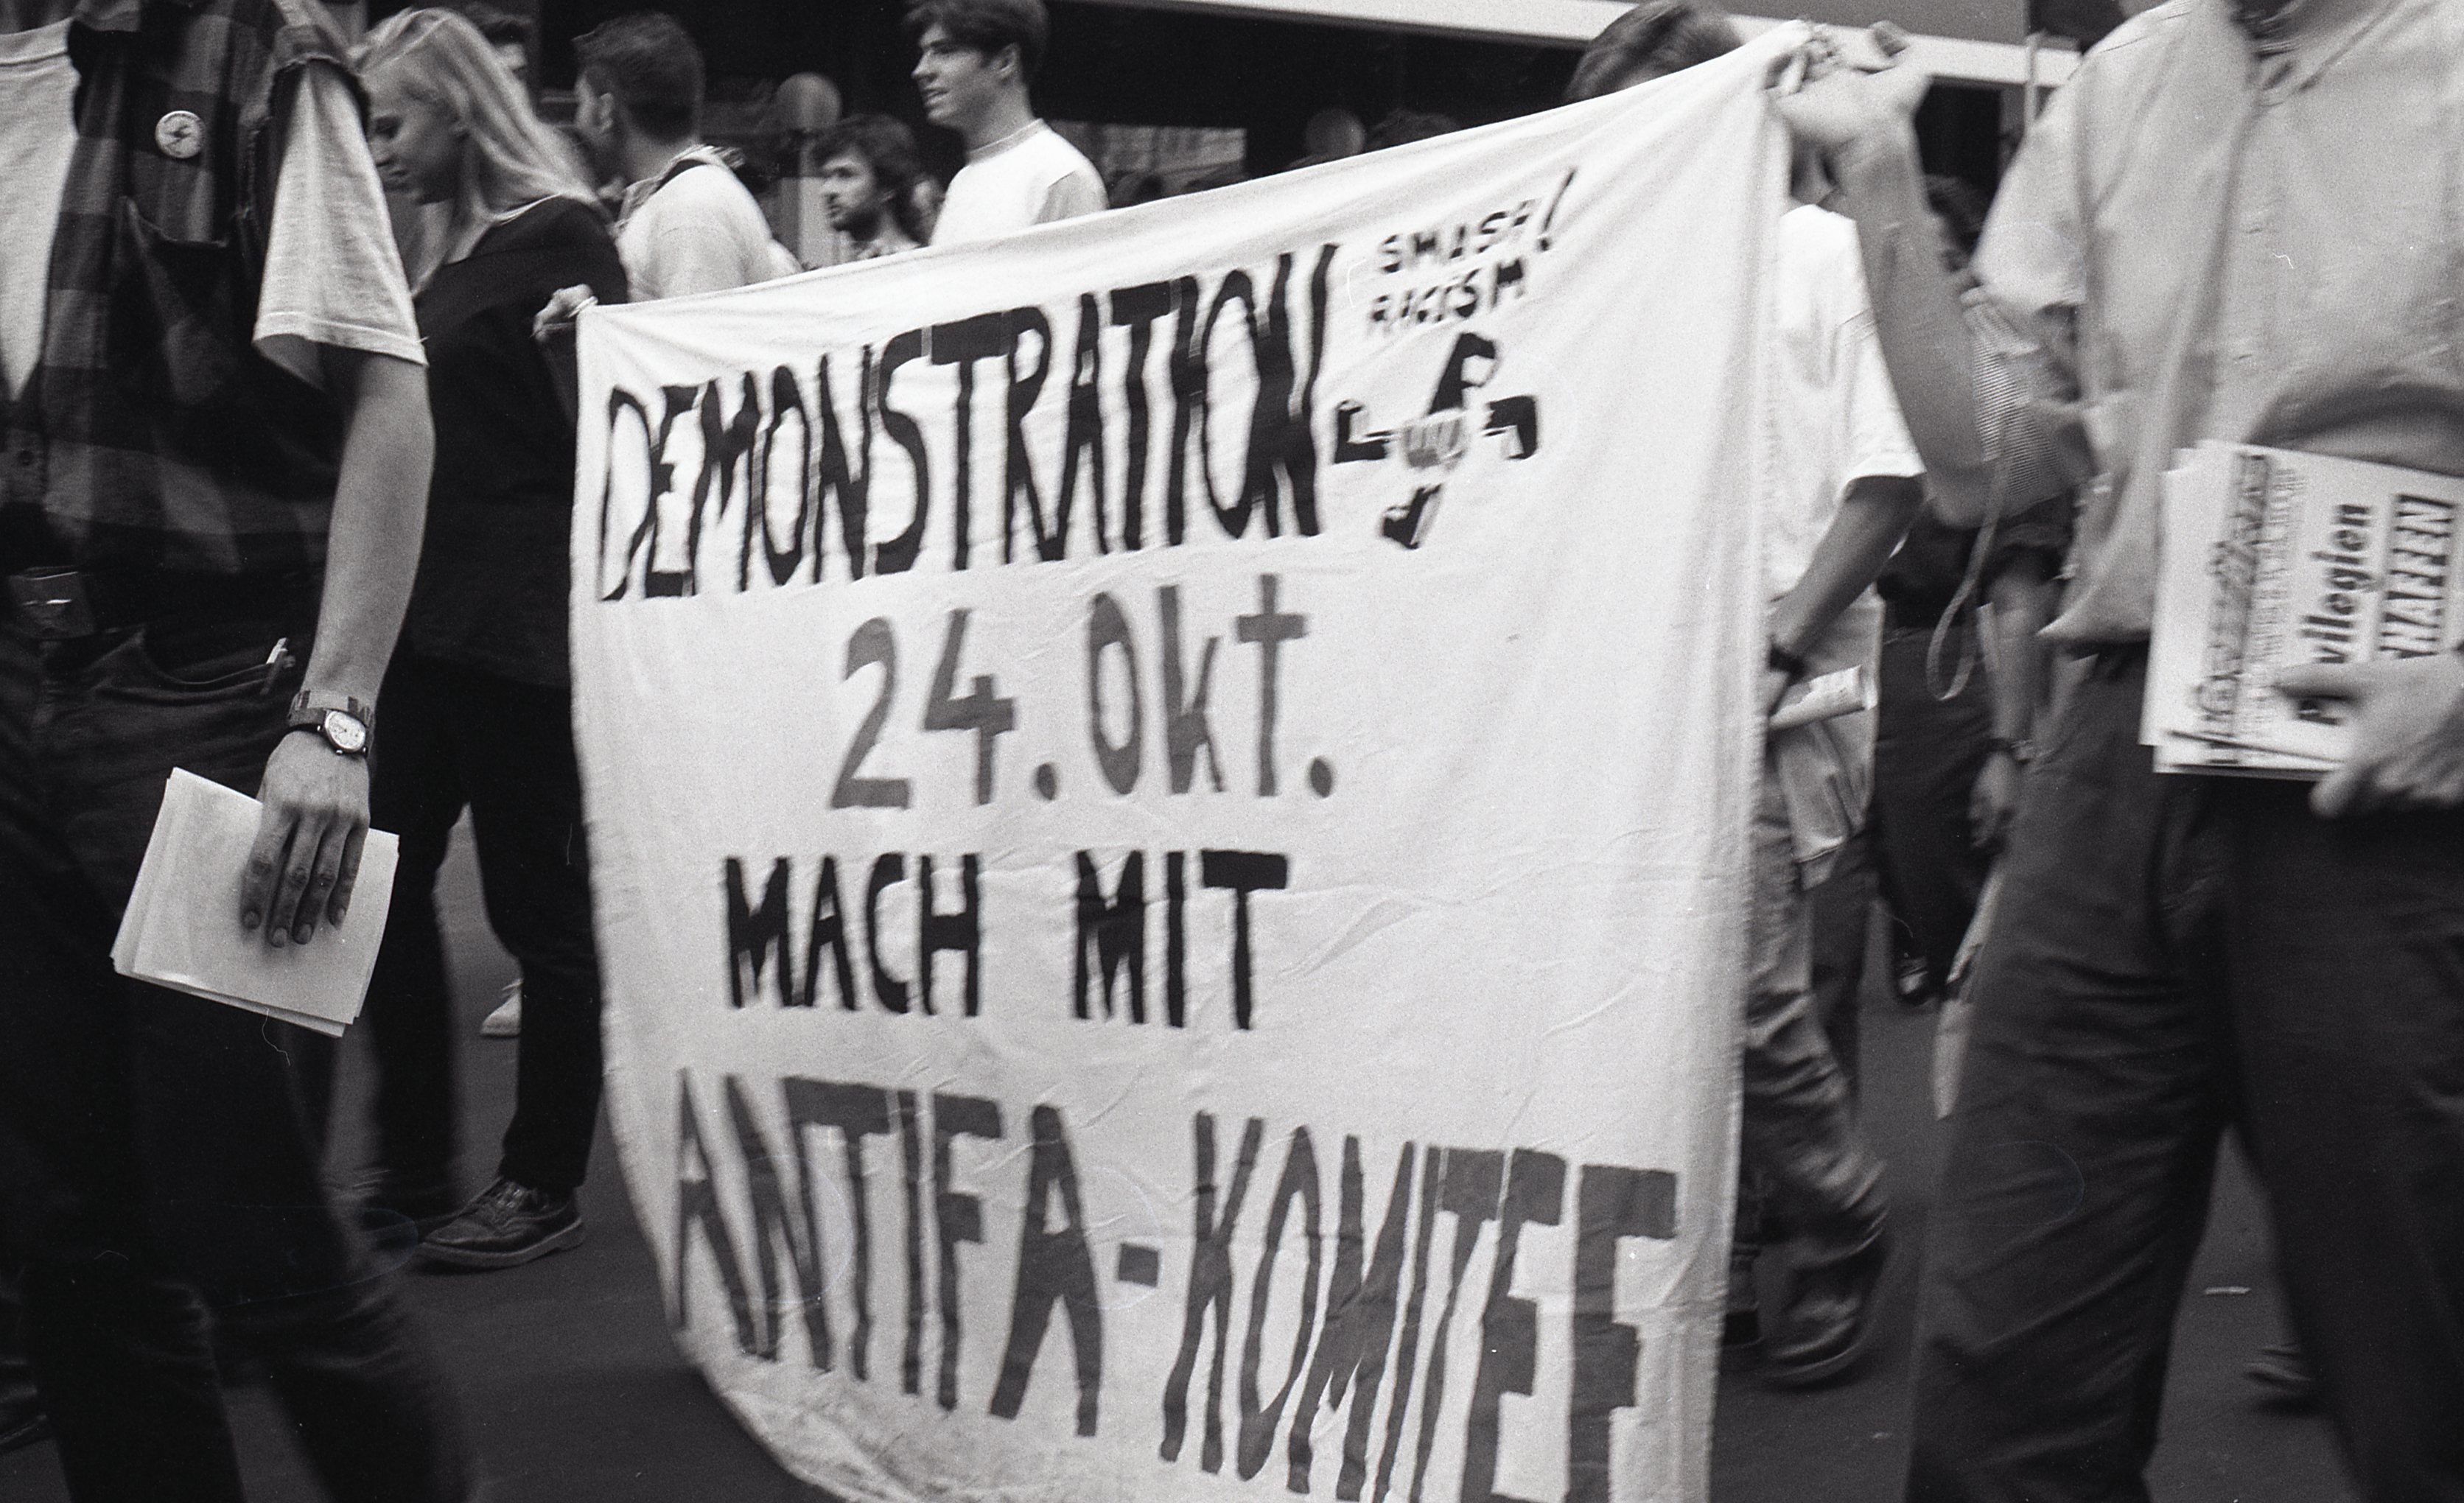 DEMONSTRATION
SMASH!
RACISM
24. Okt.
MACH MIT
ANTIFA-KOMITEE